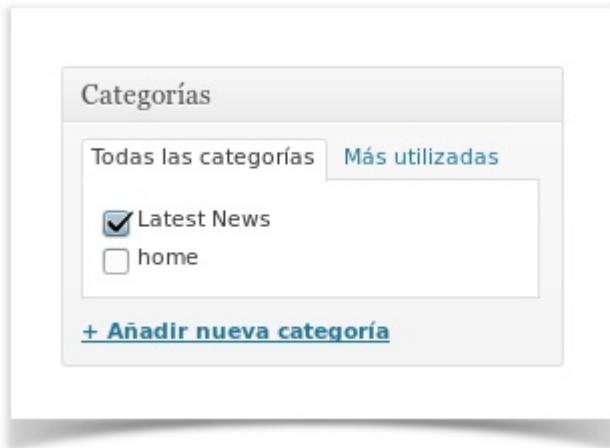 Categorías
Todas las categorías Más utilizadas
Latest News
home
+ Añadir nueva categoría